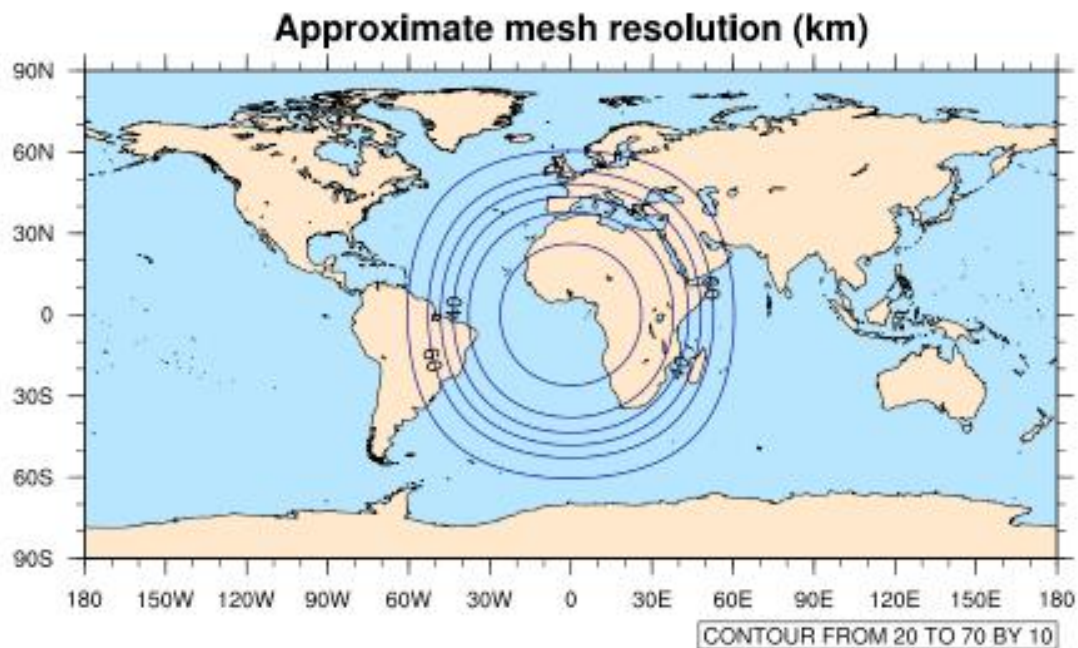 Approximate mesh resolution (km)
90N
60N
30N
0
30S
60S
90S
40
60
60
40
180 150W 120W 90W 60W 30W 0 30E 60E 90E 120E 150E 180
CONTOUR FROM 20 TO 70 BY 10